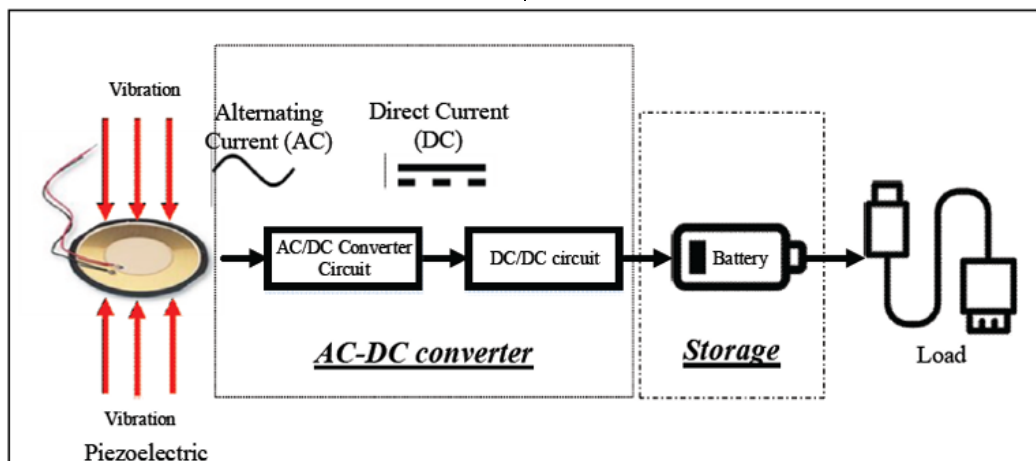 Vibration
Alternating
Current (AC)
Direct Current
(DC)
AC/DC Converter
Circuit
DC/DC circuit
Battery
AC-DC converter
Storage
Load
Vibration
Piezoelectric